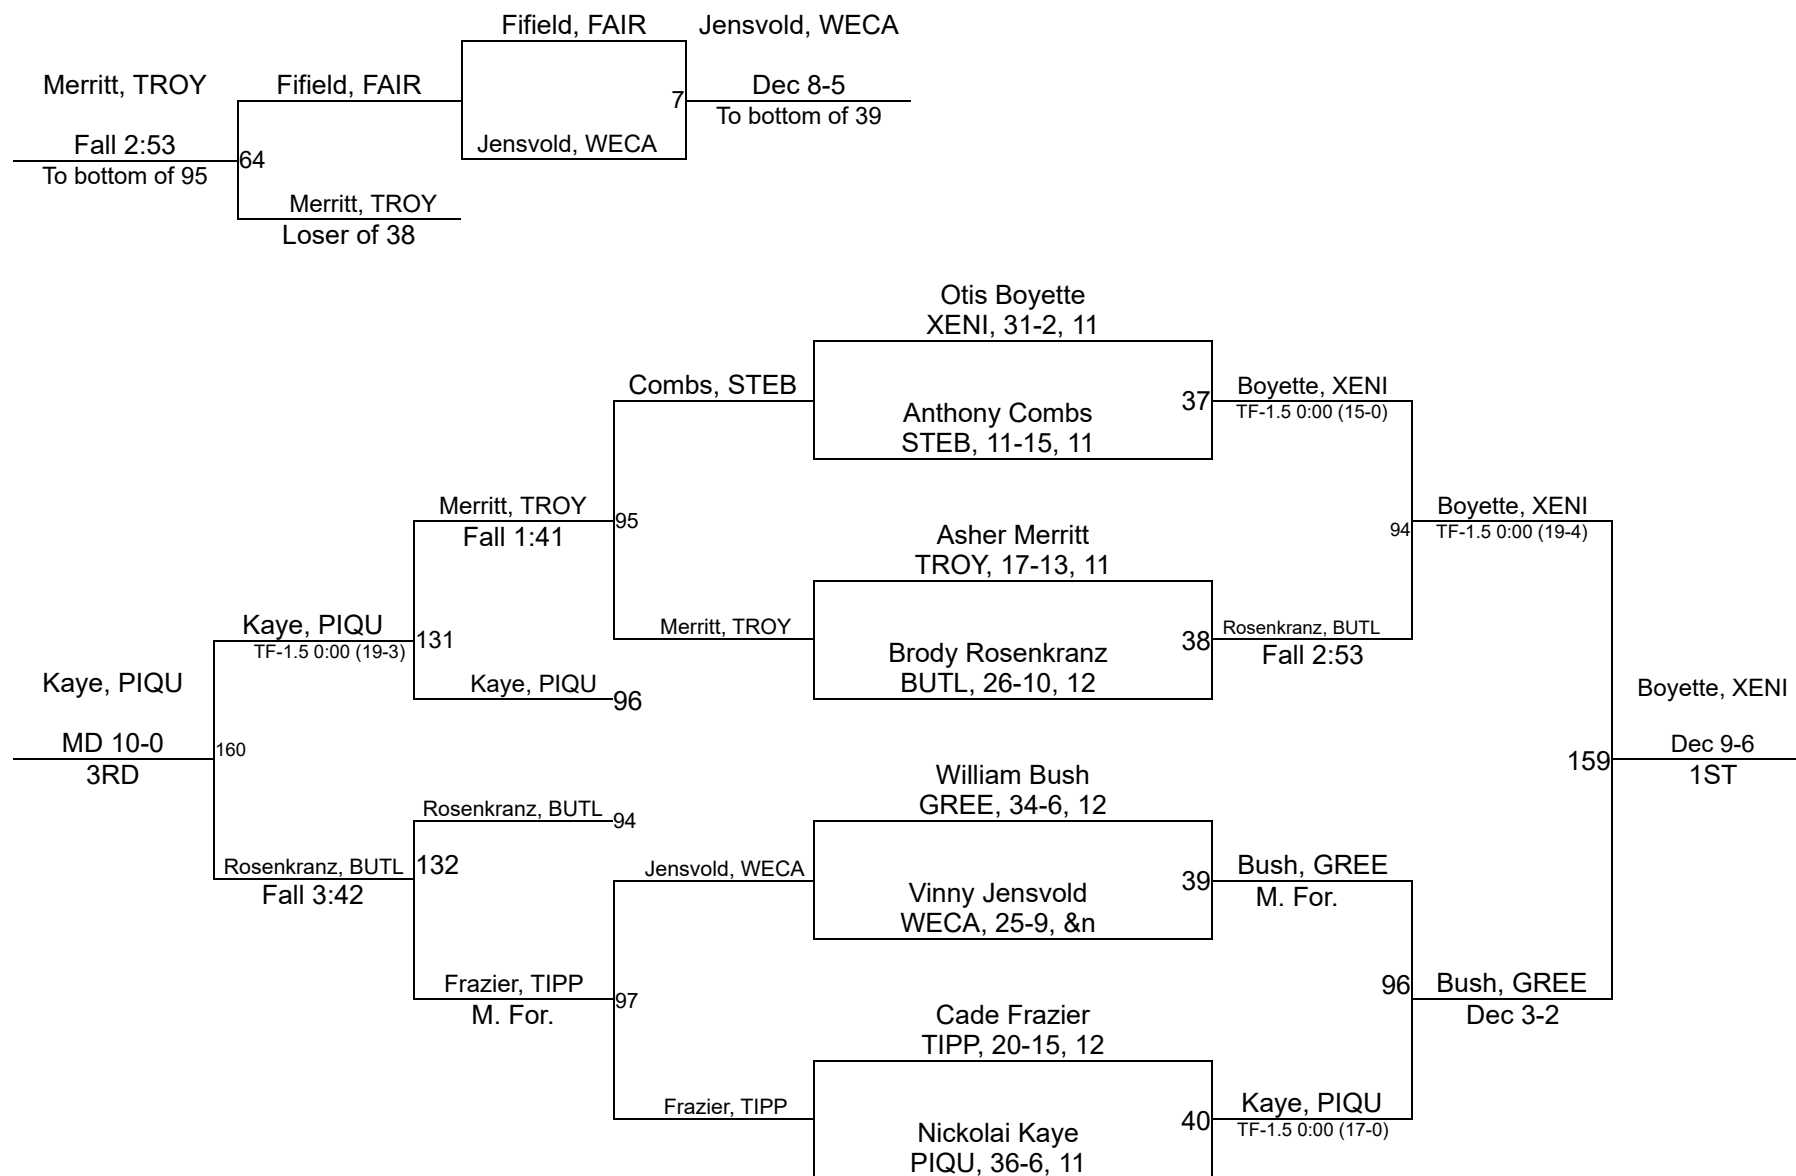 Fifield, FAIR
Jensvold, WECA
Merritt, TROY
Fifield, FAIR
7
Dec 8-5
To bottom of 39
Fall 2:53
Jensvold, WECA
64
To bottom of 95
Merritt, TROY
Loser of 38
Otis Boyette
XENI, 31-2, 11
Combs, STEB
37
Boyette, XENI
TF-1.5 0:00 (15-0)
Anthony Combs
STEB, 11-15, 11
Merritt, TROY
Fall 1:41
95
Asher Merritt
TROY, 17-13, 11
94
Boyette, XENI
TF-1.5 0:00 (19-4)
Kaye, PIQU
TF-1.5 0:00 (19-3)
131
Merritt, TROY
38
Rosenkranz, BUTL
Fall 2:53
Brody Rosenkranz
BUTL, 26-10, 12
Kaye, PIQU
Kaye, PIQU
96
Boyette, XENI
MD 10-0
3RD
160
159
Dec 9-6
1ST
William Bush
GREE, 34-6, 12
Rosenkranz, BUTL
94
Rosenkranz, BUTL
Fall 3:42
132
Jensvold, WECA
39
Bush, GREE
M. For.
Vinny Jensvold
WECA, 25-9, &n
Frazier, TIPP
M. For.
97
96
Bush, GREE
Dec 3-2
Cade Frazier
TIPP, 20-15, 12
Frazier, TIPP
40
Kaye, PIQU
TF-1.5 0:00 (17-0)
Nickolai Kaye
PIQU, 36-6, 11